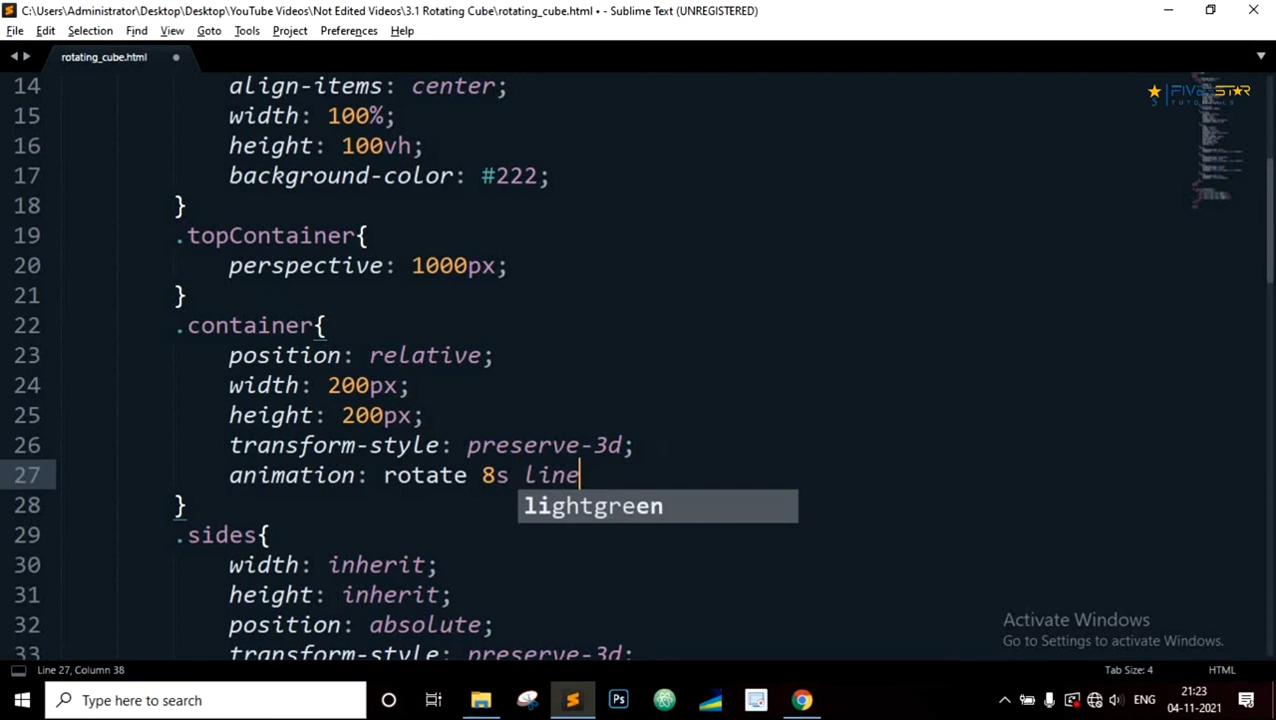 C:\Users\Administrator\Desktop\Desktop\YouTube Videos\Not Edited Videos\3.1 Rotating Cube\rotating_cube.html • - Sublime Text (UNREGISTERED)
File Edit Selection Find View Goto Tools Project Preferences Help
rotating_cube.html
14 align-items: center;
15 width: 100%;
16 height: 100vh;
17 background-color: #222;
18 }
19 .topContainer{
20 perspective: 1000px;
21 }
22 .container{
23 position: relative;
24 width: 200px;
25 height: 200px;
26 transform-style: preserve-3d;
27 animation: rotate 8s line
lightgreen
28 }
29 .sides{
30 width: inherit;
31 height: inherit;
32 position: absolute;
33 transform-style: preserve-3d;
FIVE STAR
TUTORIALS
Activate Windows
Go to Settings to activate Windows.
Line 27, Column 38 Tab Size: 4 HTML
Type here to search
ENG
21:23
04-11-2021